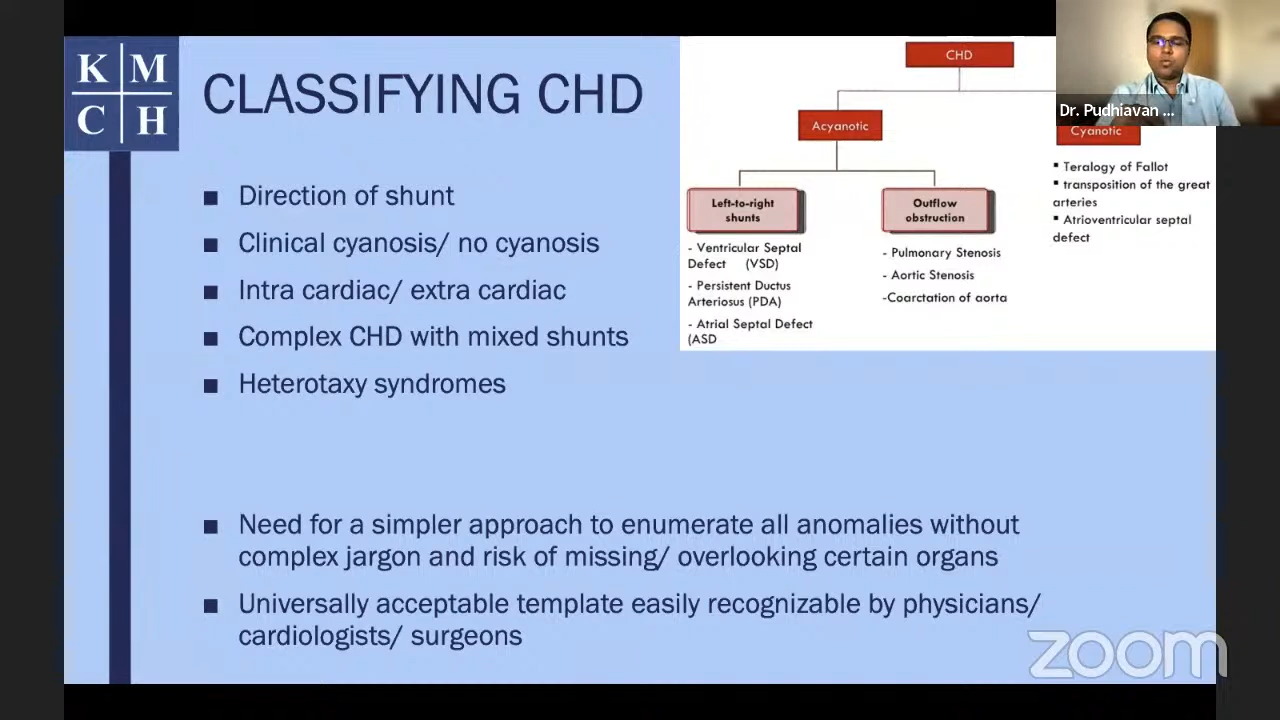 K M
C H
CLASSIFYING CHD
■ Direction of shunt
■ Clinical cyanosis/ no cyanosis
■ Intra cardiac/ extra cardiac
■ Complex CHD with mixed shunts
■ Heterotaxy syndromes
■ Need for a simpler approach to enumerate all anomalies without
complex jargon and risk of missing/ overlooking certain organs
■ Universally acceptable template easily recognizable by physicians/
cardiologists/ surgeons
CHD
Acyanotic
Left-to-right
shunts
- Ventricular Septal
Defect (VSD)
- Persistent Ductus
Arteriosus (PDA)
- Atrial Septal Defect
(ASD
Outflow
obstruction
- Pulmonary Stenosis
- Aortic Stenosis
-Coarctation of aorta
Cyanotic
▪ Teralogy of Fallot
▪ transposition of the great
arteries
▪ Atrioventricular septal
defect
Dr. Pudhiavan ...
zoom